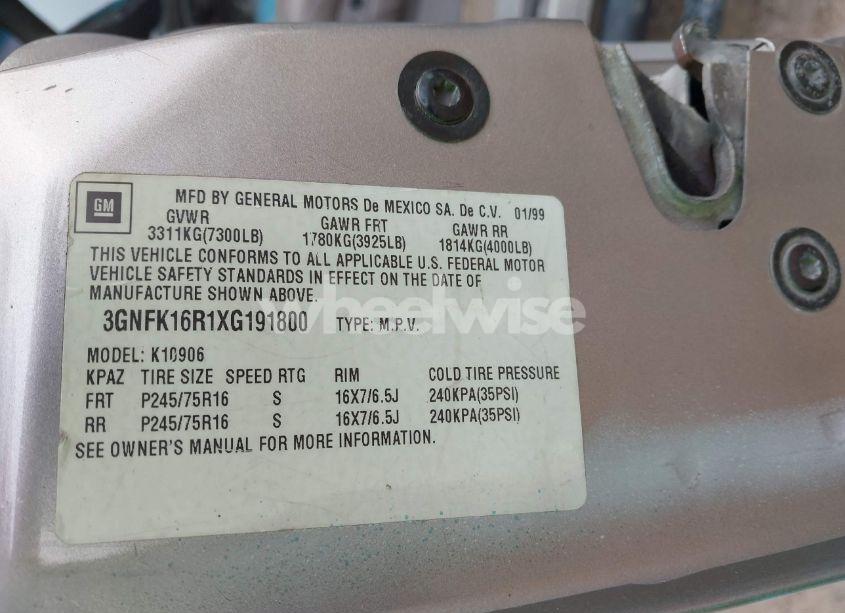 GM
MFD BY GENERAL MOTORS De MEXICO SA. De C.V. 01/99
GVWR GAWR FRT GAWR RR
3311KG(7300LB) 1780KG(3925LB) 1814KG(4000LB)
THIS VEHICLE CONFORMS TO ALL APPLICABLE U.S. FEDERAL MOTOR
VEHICLE SAFETY STANDARDS IN EFFECT ON THE DATE OF
MANUFACTURE SHOWN ABOVE.
3GNFK16R1XG191800 TYPE: M.P.V.
wheelwise
MODEL: K10906
KPAZ TIRE SIZE SPEED RTG RIM COLD TIRE PRESSURE
FRT P245/75R16 S 16X7/6.5J 240KPA(35PSI)
RR P245/75R16 S 16X7/6.5J 240KPA(35PSI)
SEE OWNER'S MANUAL FOR MORE INFORMATION.